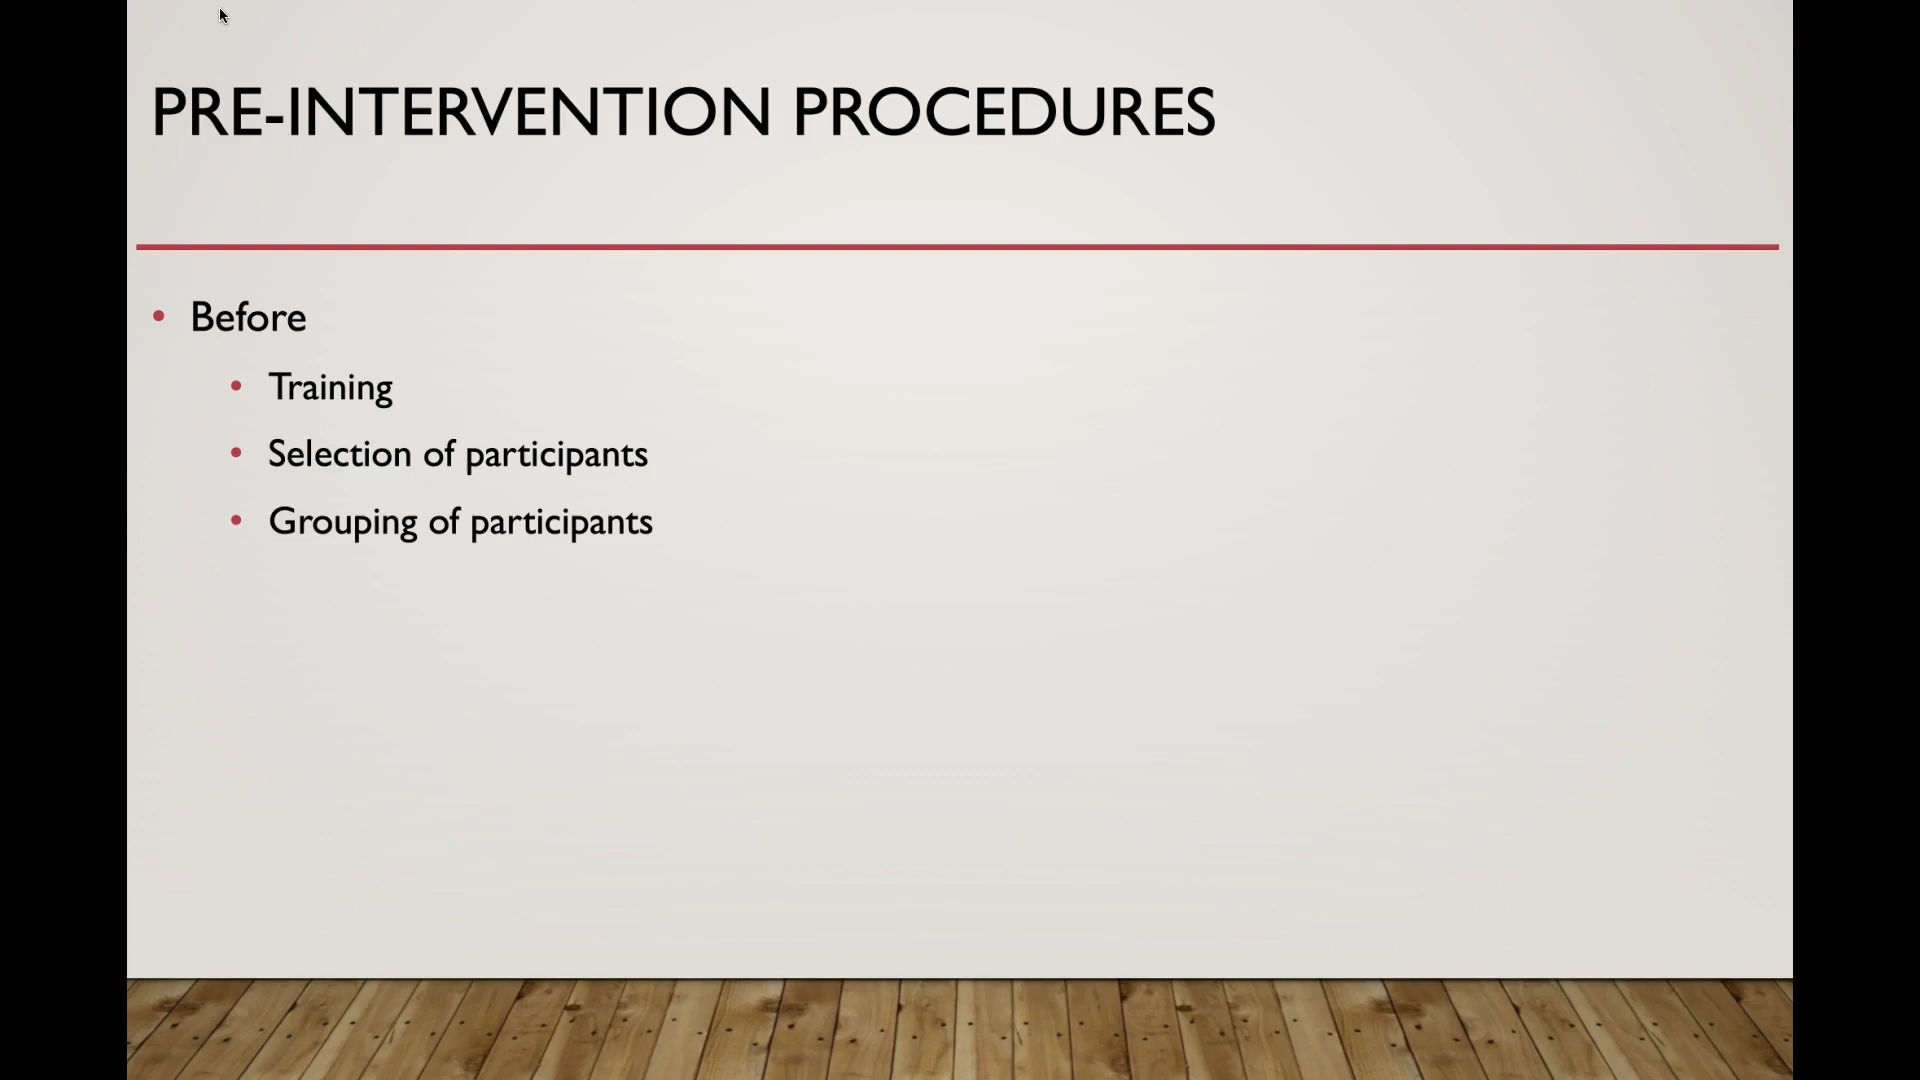 PRE-INTERVENTION PROCEDURES
• Before
• Training
• Selection of participants
• Grouping of participants